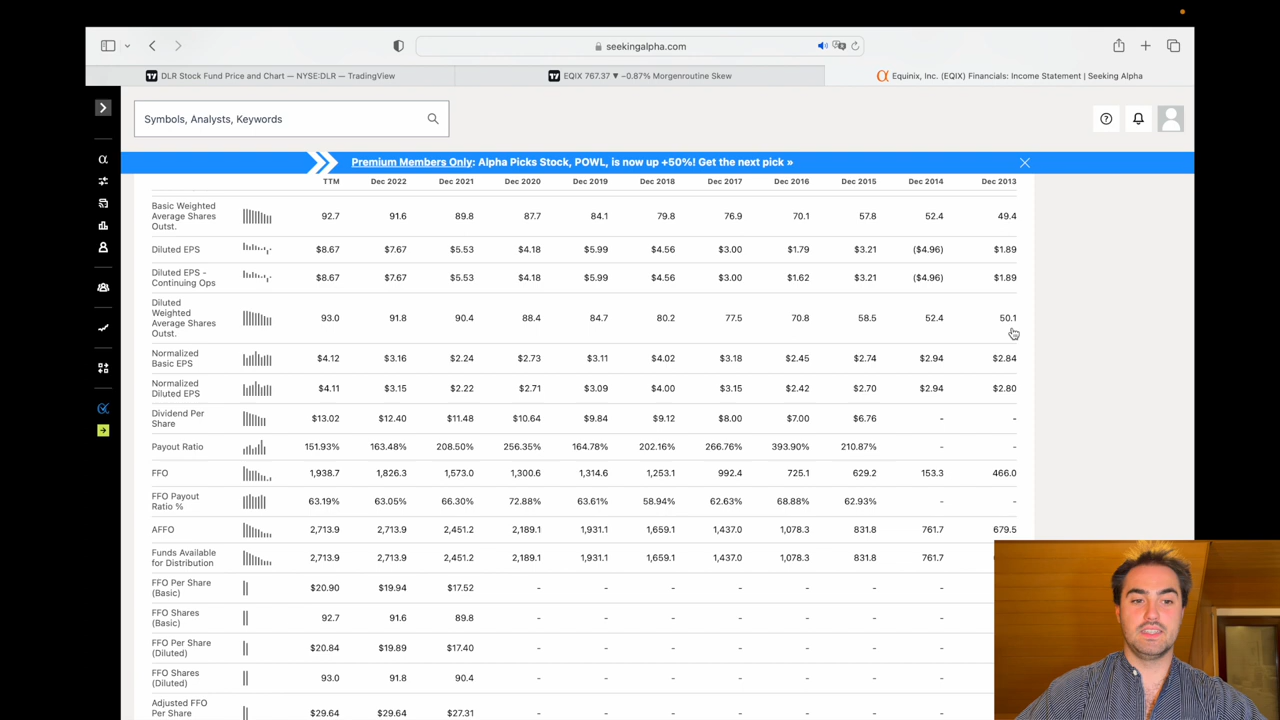 seekingalpha.com
DLR Stock Fund Price and Chart — NYSE:DLR — TradingView
EQIX 767.37 ▼ −0.87% Morgenroutine Skew
Equinix, Inc. (EQIX) Financials: Income Statement | Seeking Alpha
Symbols, Analysts, Keywords
Premium Members Only: Alpha Picks Stock, POWL, is now up +50%! Get the next pick »
TTM Dec 2022 Dec 2021 Dec 2020 Dec 2019 Dec 2018 Dec 2017 Dec 2016 Dec 2015 Dec 2014 Dec 2013
Basic Weighted
Average Shares
Outst.
92.7 91.6 89.8 87.7 84.1 79.8 76.9 70.1 57.8 52.4 49.4
Diluted EPS $8.67 $7.67 $5.53 $4.18 $5.99 $4.56 $3.00 $1.79 $3.21 ($4.96) $1.89
Diluted EPS -
Continuing Ops
$8.67 $7.67 $5.53 $4.18 $5.99 $4.56 $3.00 $1.62 $3.21 ($4.96) $1.89
Diluted
Weighted
Average Shares
Outst.
93.0 91.8 90.4 88.4 84.7 80.2 77.5 70.8 58.5 52.4 50.1
Normalized
Basic EPS
$4.12 $3.16 $2.24 $2.73 $3.11 $4.02 $3.18 $2.45 $2.74 $2.94 $2.84
Normalized
Diluted EPS
$4.11 $3.15 $2.22 $2.71 $3.09 $4.00 $3.15 $2.42 $2.70 $2.94 $2.80
Dividend Per
Share
$13.02 $12.40 $11.48 $10.64 $9.84 $9.12 $8.00 $7.00 $6.76 - -
Payout Ratio 151.93% 163.48% 208.50% 256.35% 164.78% 202.16% 266.76% 393.90% 210.87% - -
FFO 1,938.7 1,826.3 1,573.0 1,300.6 1,314.6 1,253.1 992.4 725.1 629.2 153.3 466.0
FFO Payout
Ratio %
63.19% 63.05% 66.30% 72.88% 63.61% 58.94% 62.63% 68.88% 62.93% - -
AFFO 2,713.9 2,713.9 2,451.2 2,189.1 1,931.1 1,659.1 1,437.0 1,078.3 831.8 761.7 679.5
Funds Available
for Distribution
2,713.9 2,713.9 2,451.2 2,189.1 1,931.1 1,659.1 1,437.0 1,078.3 831.8 761.7
FFO Per Share
(Basic)
$20.90 $19.94 $17.52 - - - - - - -
FFO Shares
(Basic)
92.7 91.6 89.8 - - - - - - -
FFO Per Share
(Diluted)
$20.84 $19.89 $17.40 - - - - - - -
FFO Shares
(Diluted)
93.0 91.8 90.4 - - - - - - -
Adjusted FFO
Per Share
$29.64 $29.64 $27.31 - - - - - - -